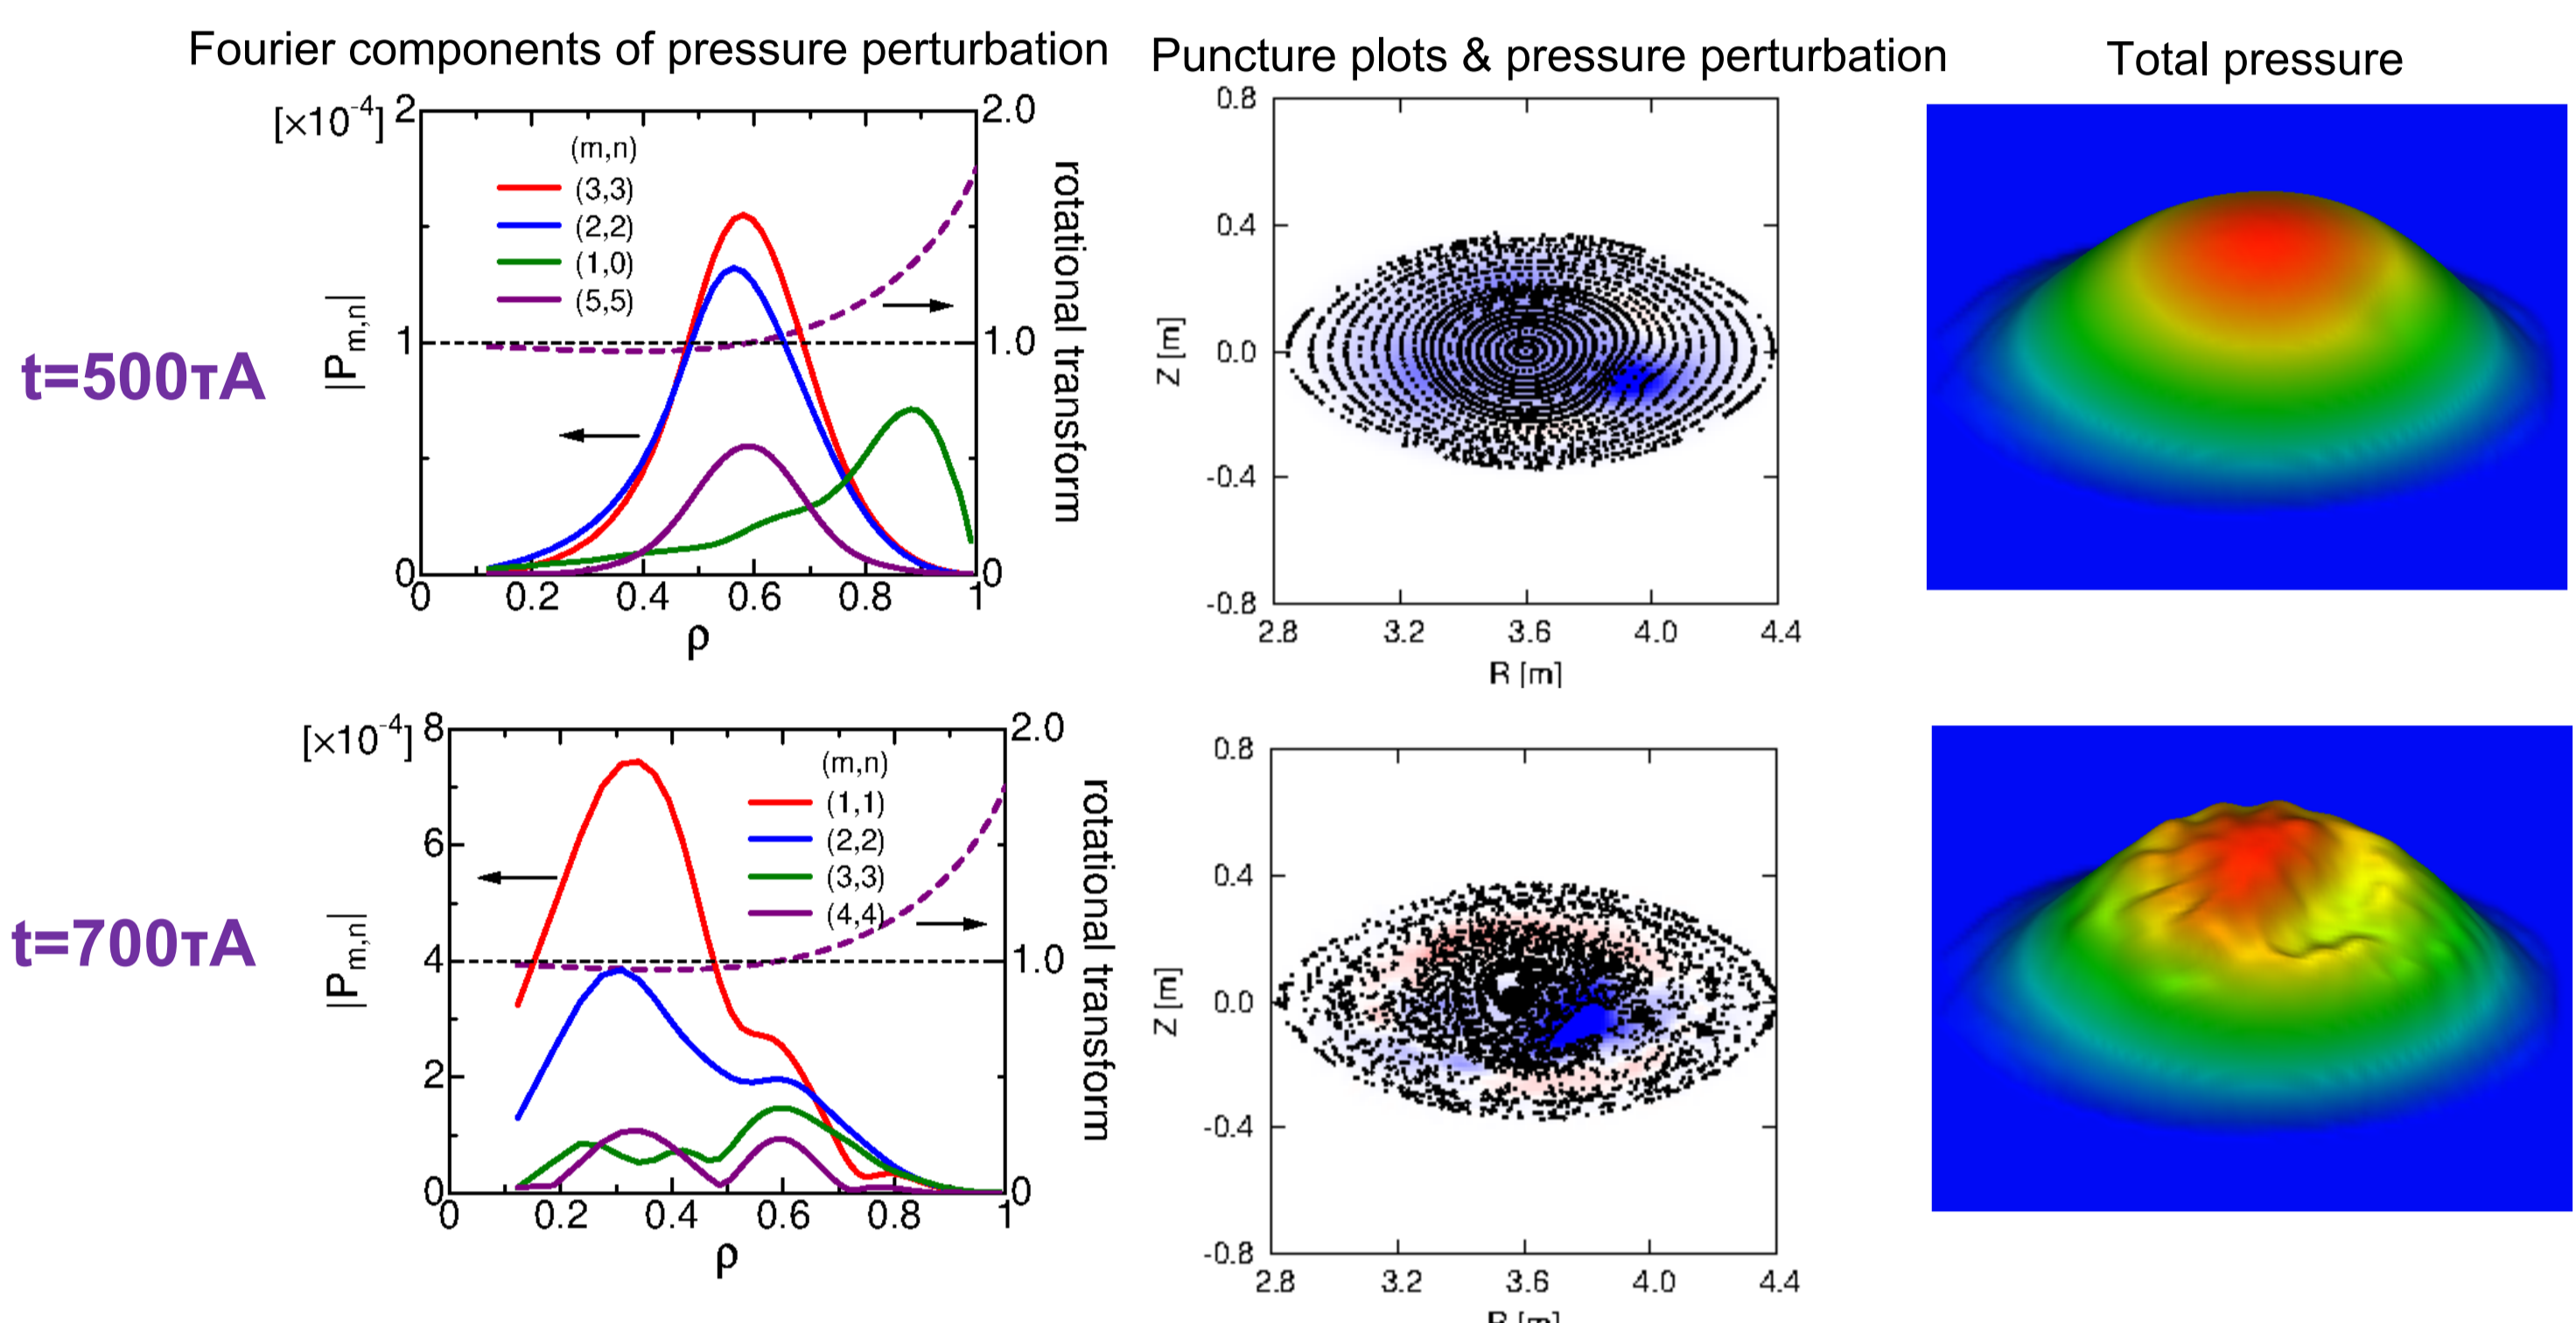 Fourier components of pressure perturbation
Puncture plots & pressure perturbation
Total pressure
t=500τA
[×10-4]
2
1
0
|Pm,n|
(m,n)
(3,3)
(2,2)
(1,0)
(5,5)
2.0
1.0
0
rotational transform
0 0.2 0.4 0.6 0.8 1
ρ
0.8
0.4
0.0
-0.4
-0.8
Z [m]
2.8 3.2 3.6 4.0 4.4
R [m]
t=700τA
[×10-4]
8
6
4
2
0
|Pm,n|
(m,n)
(1,1)
(2,2)
(3,3)
(4,4)
2.0
1.0
0
rotational transform
0 0.2 0.4 0.6 0.8 1
ρ
0.8
0.4
0.0
-0.4
-0.8
Z [m]
2.8 3.2 3.6 4.0 4.4
R [m]